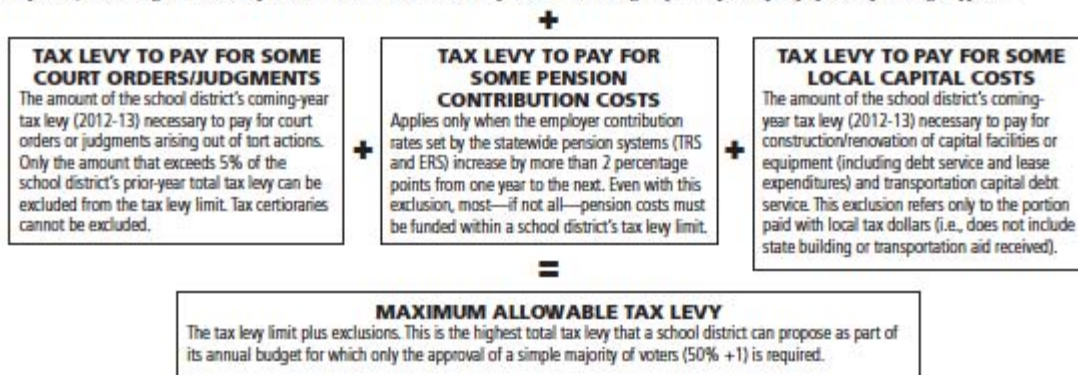 +
TAX LEVY TO PAY FOR SOME
COURT ORDERS/JUDGMENTS
The amount of the school district's coming-year
tax levy (2012-13) necessary to pay for court
orders or judgments arising out of tort actions.
Only the amount that exceeds 5% of the
school district's prior-year total tax levy can be
excluded from the tax levy limit. Tax certioraries
cannot be excluded.
+
TAX LEVY TO PAY FOR
SOME PENSION
CONTRIBUTION COSTS
Applies only when the employer contribution
rates set by the statewide pension systems (TRS
and ERS) increase by more than 2 percentage
points from one year to the next. Even with this
exclusion, most—if not all—pension costs must
be funded within a school district's tax levy limit.
+
TAX LEVY TO PAY FOR SOME
LOCAL CAPITAL COSTS
The amount of the school district's coming-
year tax levy (2012-13) necessary to pay for
construction/renovation of capital facilities or
equipment (including debt service and lease
expenditures) and transportation capital debt
service. This exclusion refers only to the portion
paid with local tax dollars (i.e., does not include
state building or transportation aid received).
=
MAXIMUM ALLOWABLE TAX LEVY
The tax levy limit plus exclusions. This is the highest total tax levy that a school district can propose as part of
its annual budget for which only the approval of a simple majority of voters (50% +1) is required.